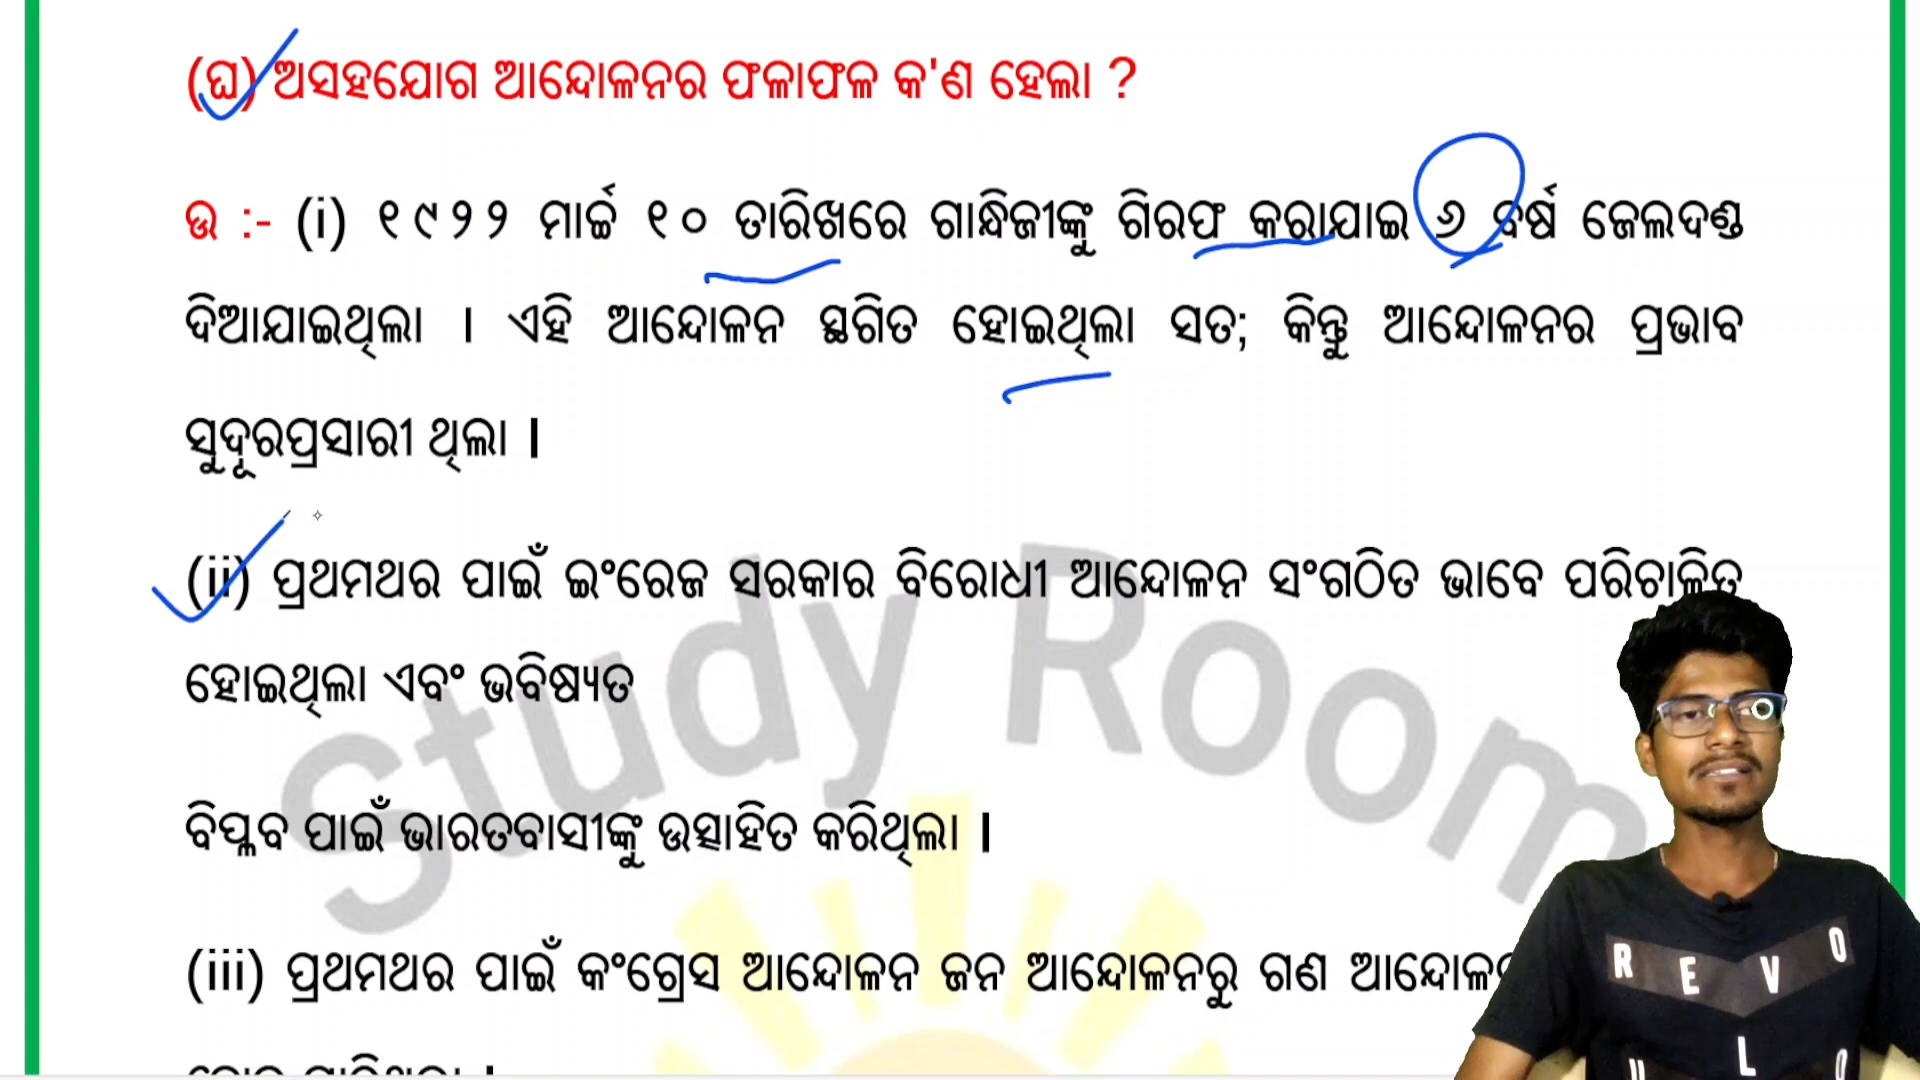 (ଘ) ଅସହଯୋଗ ଆନ୍ଦୋଳନର ଫଳାଫଳ କ'ଣ ହେଲା ?
ଉ :- (i) ୧୯୨୨ ମାର୍ଚ୍ଚ ୧୦ ତାରିଖରେ ଗାନ୍ଧିଜୀଙ୍କୁ ଗିରଫ କରାଯାଇ ୬ ବର୍ଷ ଜେଲଦଣ୍ଡ
ଦିଆଯାଇଥିଲା । ଏହି ଆନ୍ଦୋଳନ ସ୍ଥଗିତ ହୋଇଥିଲା ସତ; କିନ୍ତୁ ଆନ୍ଦୋଳନର ପ୍ରଭାବ
ସୁଦୂରପ୍ରସାରୀ ଥିଲା ।
(ii) ପ୍ରଥମଥର ପାଇଁ ଇଂରେଜ ସରକାର ବିରୋଧୀ ଆନ୍ଦୋଳନ ସଂଗଠିତ ଭାବେ ପରିଚାଳିତ
ହୋଇଥିଲା ଏବଂ ଭବିଷ୍ୟତ
ବିପ୍ଳବ ପାଇଁ ଭାରତବାସୀଙ୍କୁ ଉତ୍ସାହିତ କରିଥିଲା ।
(iii) ପ୍ରଥମଥର ପାଇଁ କଂଗ୍ରେସ ଆନ୍ଦୋଳନ ଜନ ଆନ୍ଦୋଳନରୁ ଗଣ
Study Room
REVO